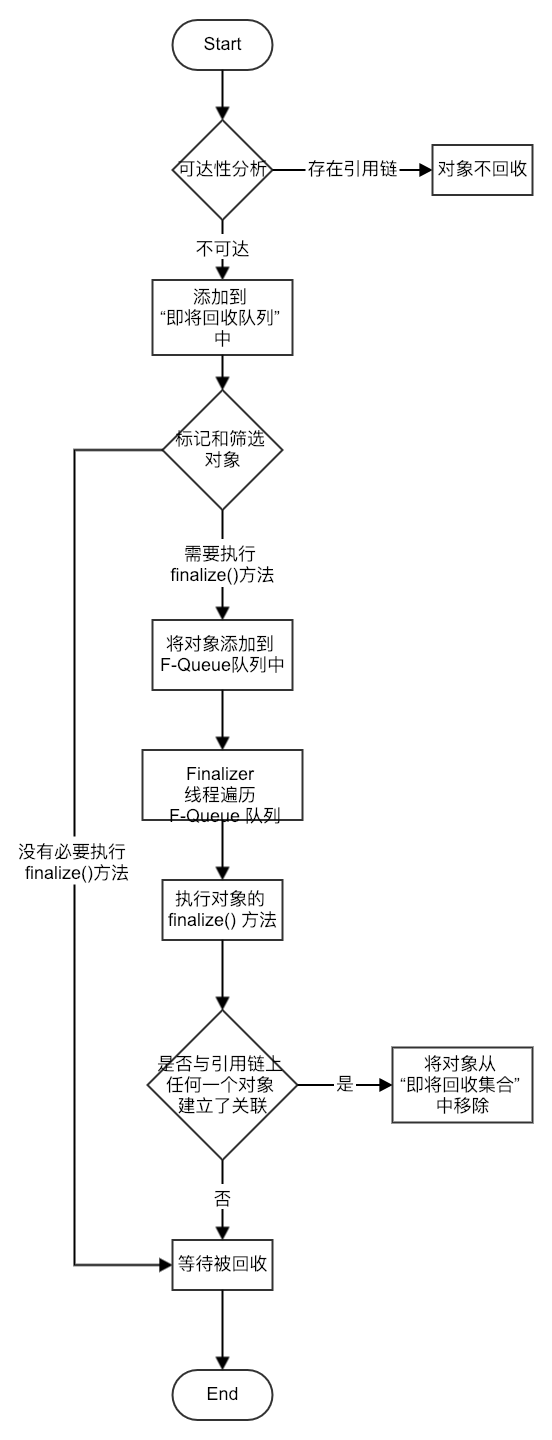 Start
可达性分析
存在引用链
对象不回收
不可达
添加到
“即将回收队列”
中
标记和筛选
对象
需要执行
finalize()方法
将对象添加到
F-Queue队列中
Finalizer
线程遍历
F-Queue 队列
没有必要执行
finalize()方法
执行对象的
finalize() 方法
是否与引用链上
任何一个对象
建立了关联
是
将对象从
“即将回收集合”
中移除
否
等待被回收
End